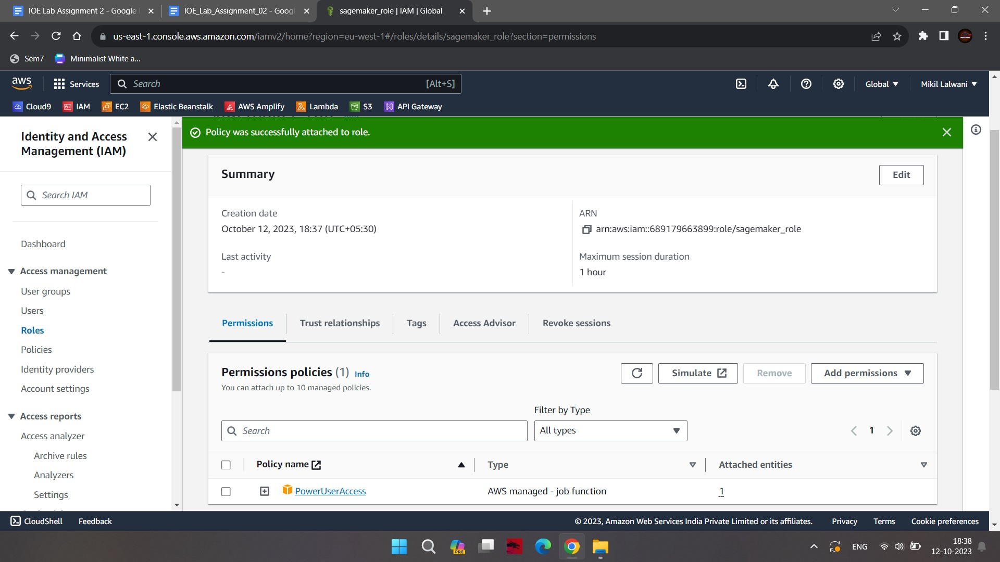 IOE Lab Assignment 2 - Google
IOE_Lab_Assignment_02 - Goog
sagemaker_role | IAM | Global
us-east-1.console.aws.amazon.com/iamv2/home?region=eu-west-1#/roles/details/sagemaker_role?section=permissions
Sem7
Minimalist White a...
aws
Services
Search
[Alt+S]
Global
Mikil Lalwani
Cloud9
IAM
EC2
Elastic Beanstalk
AWS Amplify
Lambda
S3
API Gateway
Identity and Access
Management (IAM)
Search IAM
Dashboard
Access management
User groups
Users
Roles
Policies
Identity providers
Account settings
Access reports
Access analyzer
Archive rules
Analyzers
Settings
Policy was successfully attached to role.
Summary
Edit
Creation date
October 12, 2023, 18:37 (UTC+05:30)
ARN
arn:aws:iam::689179663899:role/sagemaker_role
Last activity
-
Maximum session duration
1 hour
Permissions
Trust relationships
Tags
Access Advisor
Revoke sessions
Permissions policies (1) Info
You can attach up to 10 managed policies.
Simulate
Remove
Add permissions
Filter by Type
Search
All types
1
Policy name
Type
Attached entities
PowerUserAccess
AWS managed - job function
1
CloudShell
Feedback
© 2023, Amazon Web Services India Private Limited or its affiliates.
Privacy
Terms
Cookie preferences
PRE
ENG
18:38
12-10-2023